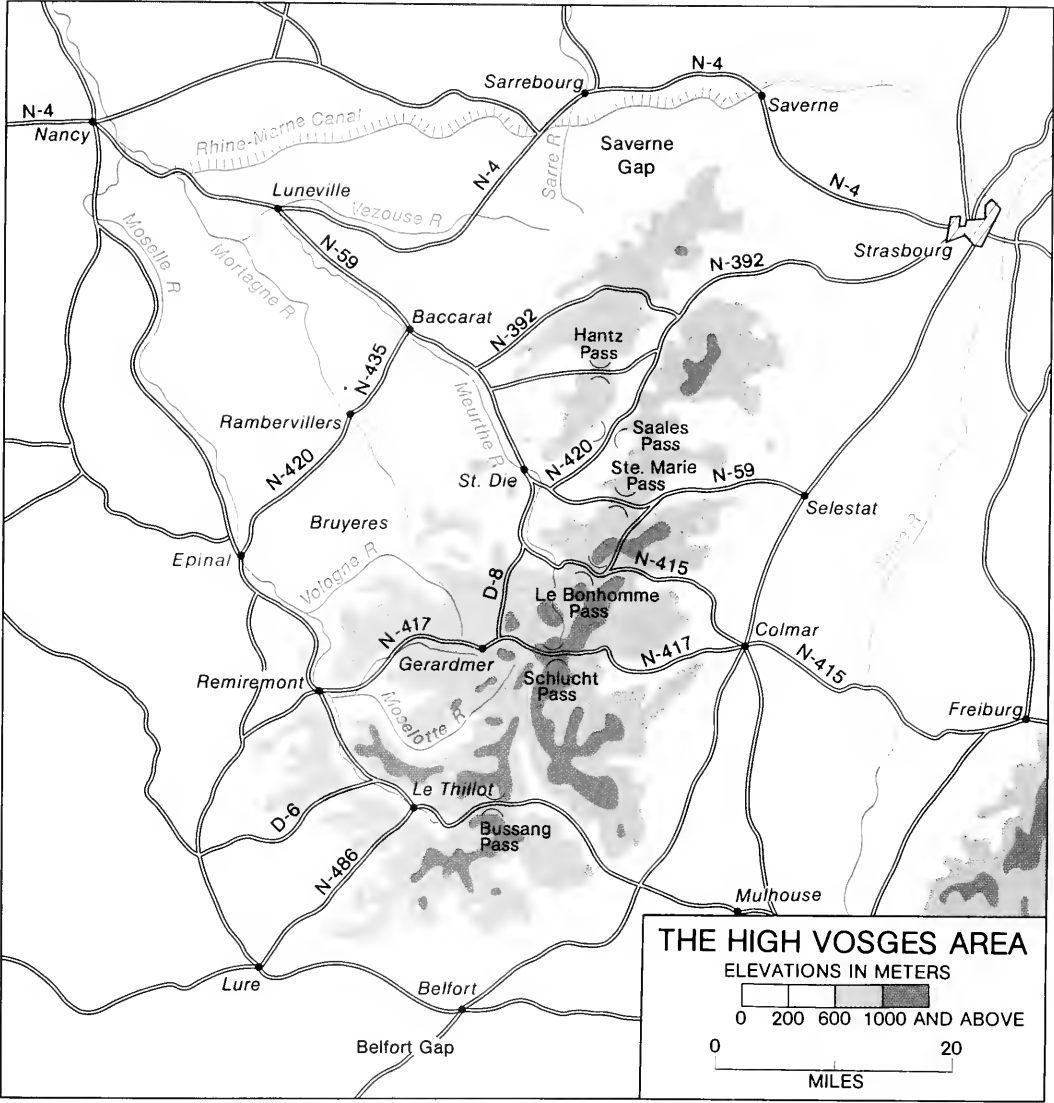 N-4
Sarrebourg
N-4
Saverne
Nancy
Rhine-Marne Canal
Saverne
Gap
Sarre R
N-4
N-4
Luneville
Vezouse R
Moselle R
Mortagne R
N-59
Strasbourg
N-392
Baccarat
N-392
Hantz
Pass
N-435
Meurthe R
Rambervillers
Saales
Pass
N-420
St. Die
N-420
Ste. Marie
Pass
N-59
Selestat
Bruyeres
Epinal
Vologne R
D-8
N-415
Le Bonhomme
Pass
N-417
Colmar
Gerardmer
N-417
N-415
Remiremont
Schlucht
Pass
Moselotte R
Freiburg
Le Thillot
D-6
Bussang
Pass
N-486
Mulhouse
Lure
Belfort
Belfort Gap
THE HIGH VOSGES AREA
ELEVATIONS IN METERS
0 200 600 1000 AND ABOVE
0 20
MILES